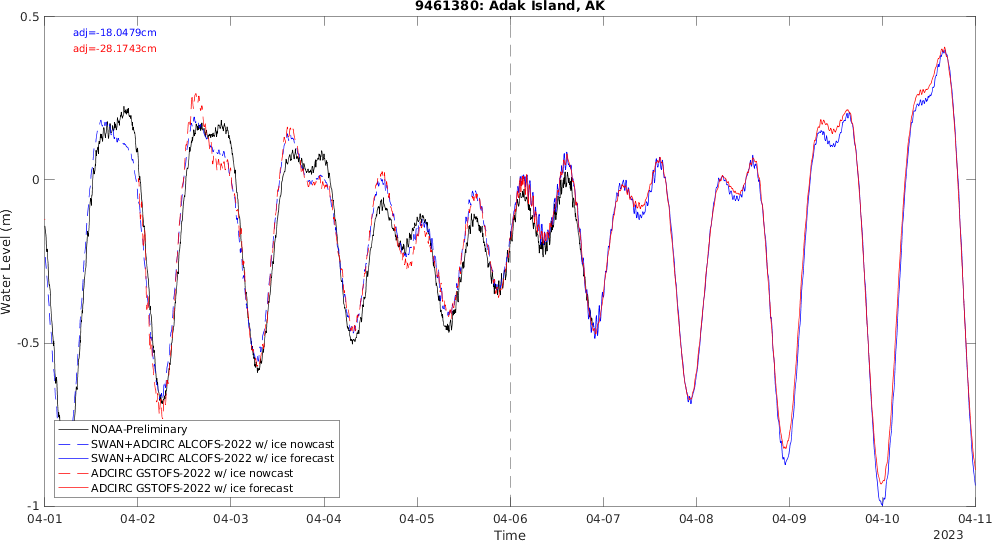 9461380: Adak Island, AK
adj=-18.0479cm
adj=-28.1743cm
0.5
0
-0.5
-1
Water Level (m)
NOAA-Preliminary
SWAN+ADCIRC ALCOFS-2022 w/ ice nowcast
SWAN+ADCIRC ALCOFS-2022 w/ ice forecast
ADCIRC GSTOFS-2022 w/ ice nowcast
ADCIRC GSTOFS-2022 w/ ice forecast
04-01 04-02 04-03 04-04 04-05 04-06 04-07 04-08 04-09 04-10 04-11
Time
2023